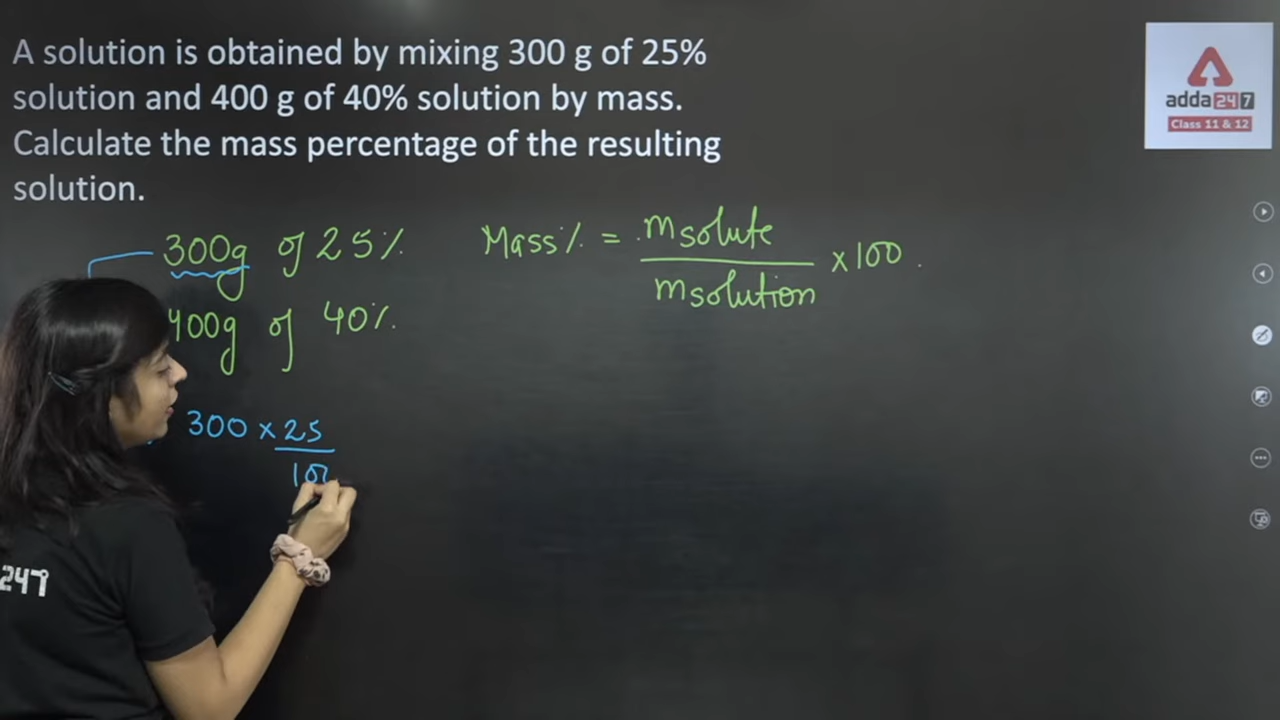 A solution is obtained by mixing 300 g of 25%
solution and 400 g of 40% solution by mass.
Calculate the mass percentage of the resulting
solution.
adda247
Class 11 & 12
300g of 25%
Mass% = msolute / msolution × 100
400g of 40%
300 × 25
100
247